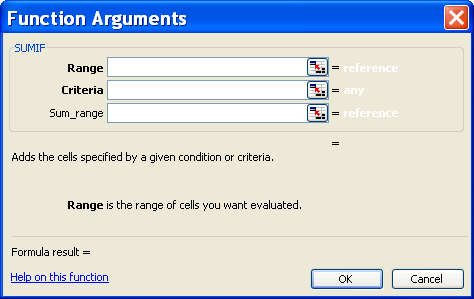 Function Arguments
SUMIF
Range = reference
Criteria = any
Sum_range = reference
=
Adds the cells specified by a given condition or criteria.
Range is the range of cells you want evaluated.
Formula result =
Help on this function
OK Cancel